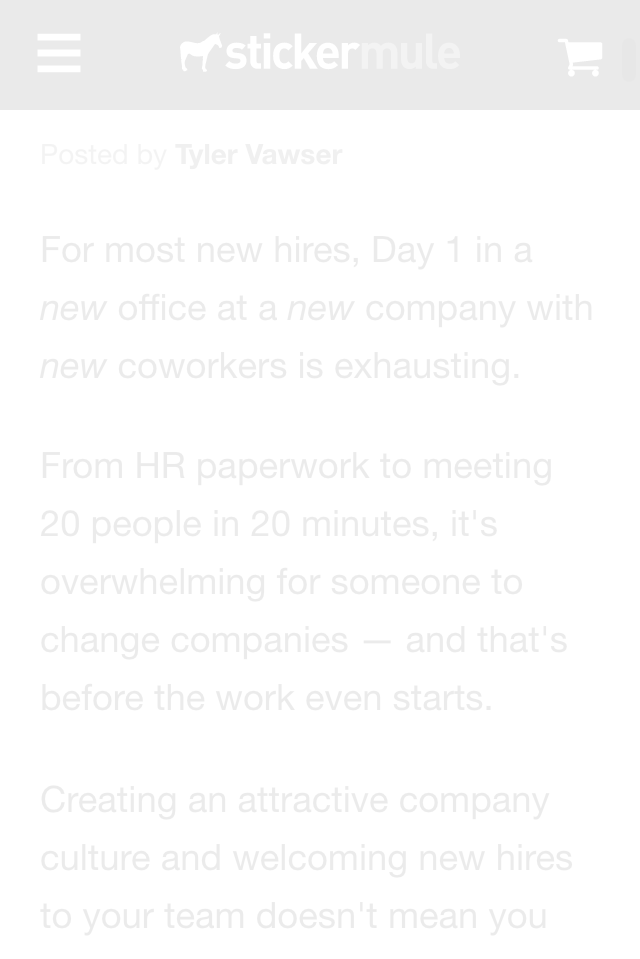 stickermule
Posted by Tyler Vawser
For most new hires, Day 1 in a
new office at a new company with
new coworkers is exhausting.
From HR paperwork to meeting
20 people in 20 minutes, it's
overwhelming for someone to
change companies — and that's
before the work even starts.
Creating an attractive company
culture and welcoming new hires
to your team doesn't mean you